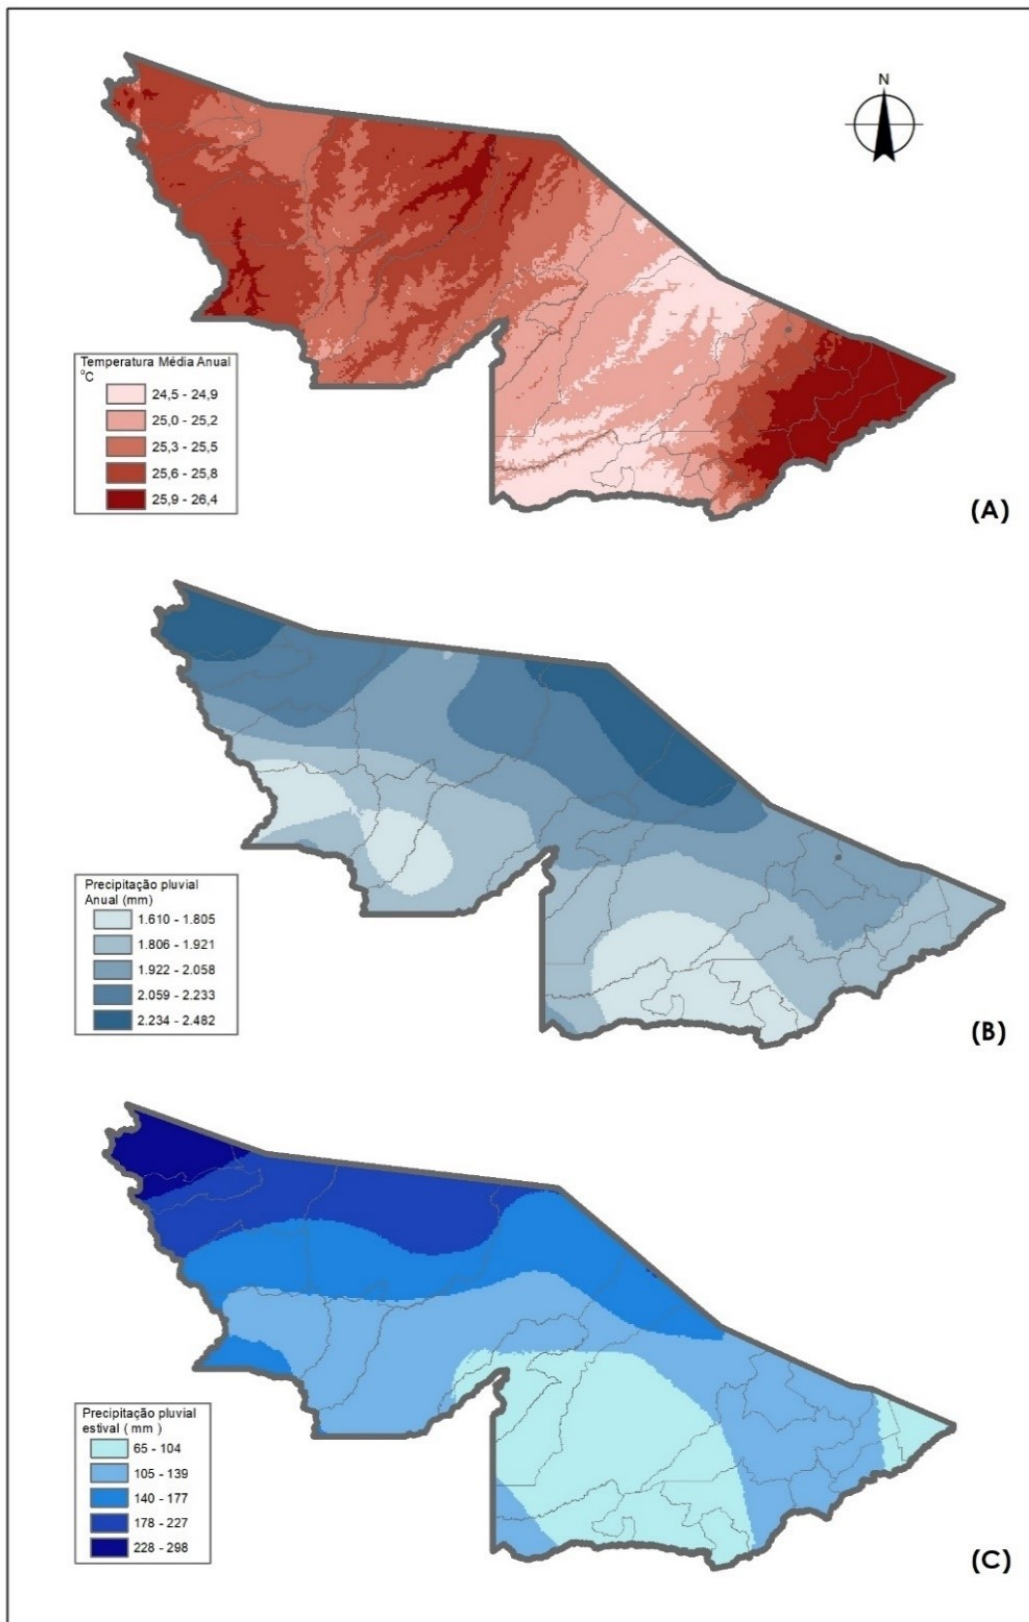 N
Temperatura Média Anual
°C
24,5 - 24,9
25,0 - 25,2
25,3 - 25,5
25,6 - 25,8
25,9 - 26,4
(A)
Precipitação pluvial
Anual (mm)
1.610 - 1.805
1.806 - 1.921
1.922 - 2.058
2.059 - 2.233
2.234 - 2.482
(B)
Precipitação pluvial
estival ( mm )
65 - 104
105 - 139
140 - 177
178 - 227
228 - 298
(C)